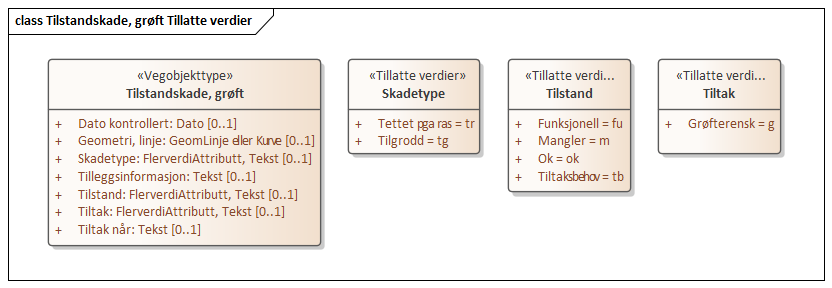 class Tilstandskade, grøft Tillatte verdier
«Vegobjekttype»
Tilstandskade, grøft
+ Dato kontrollert: Dato [0..1]
+ Geometri, linje: GeomLinje eller Kurve [0..1]
+ Skadetype: FlerverdiAttributt, Tekst [0..1]
+ Tilleggsinformasjon: Tekst [0..1]
+ Tilstand: FlerverdiAttributt, Tekst [0..1]
+ Tiltak: FlerverdiAttributt, Tekst [0..1]
+ Tiltak når: Tekst [0..1]
«Tillatte verdier»
Skadetype
+ Tettet pga ras = tr
+ Tilgrodd = tg
«Tillatte verdi...
Tilstand
+ Funksjonell = fu
+ Mangler = m
+ Ok = ok
+ Tiltaksbehov = tb
«Tillatte verdi...
Tiltak
+ Grøfterensk = g